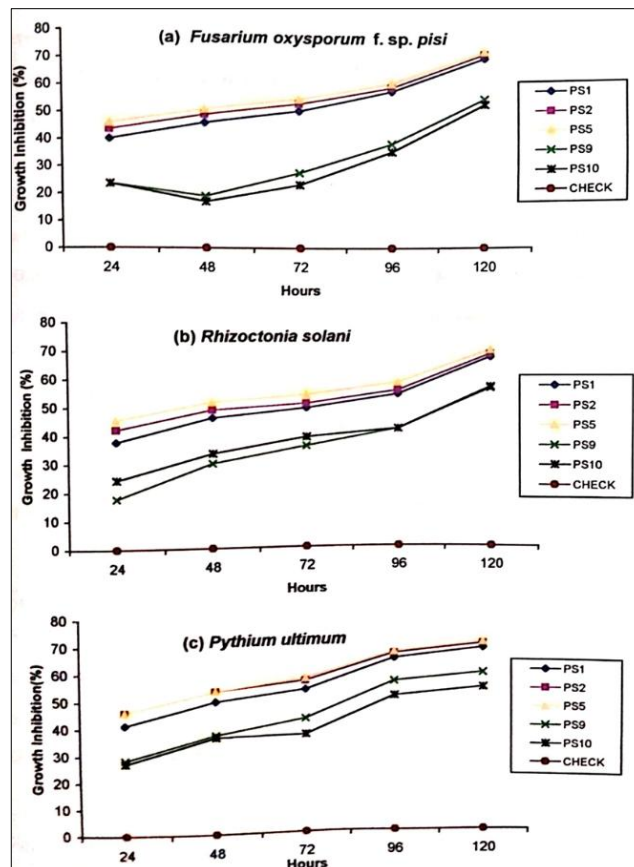 (a) Fusarium oxysporum f. sp. pisi
Growth Inhibition (%)
80
70
60
50
40
30
20
10
0
24 48 72 96 120
Hours
PS1
PS2
PS5
PS9
PS10
CHECK
(b) Rhizoctonia solani
Growth Inhibition (%)
80
70
60
50
40
30
20
10
0
24 48 72 96 120
Hours
PS1
PS2
PS5
PS9
PS10
CHECK
(c) Pythium ultimum
Growth Inhibition(%)
80
70
60
50
40
30
20
10
0
24 48 72 96 120
Hours
PS1
PS2
PS5
PS9
PS10
CHECK